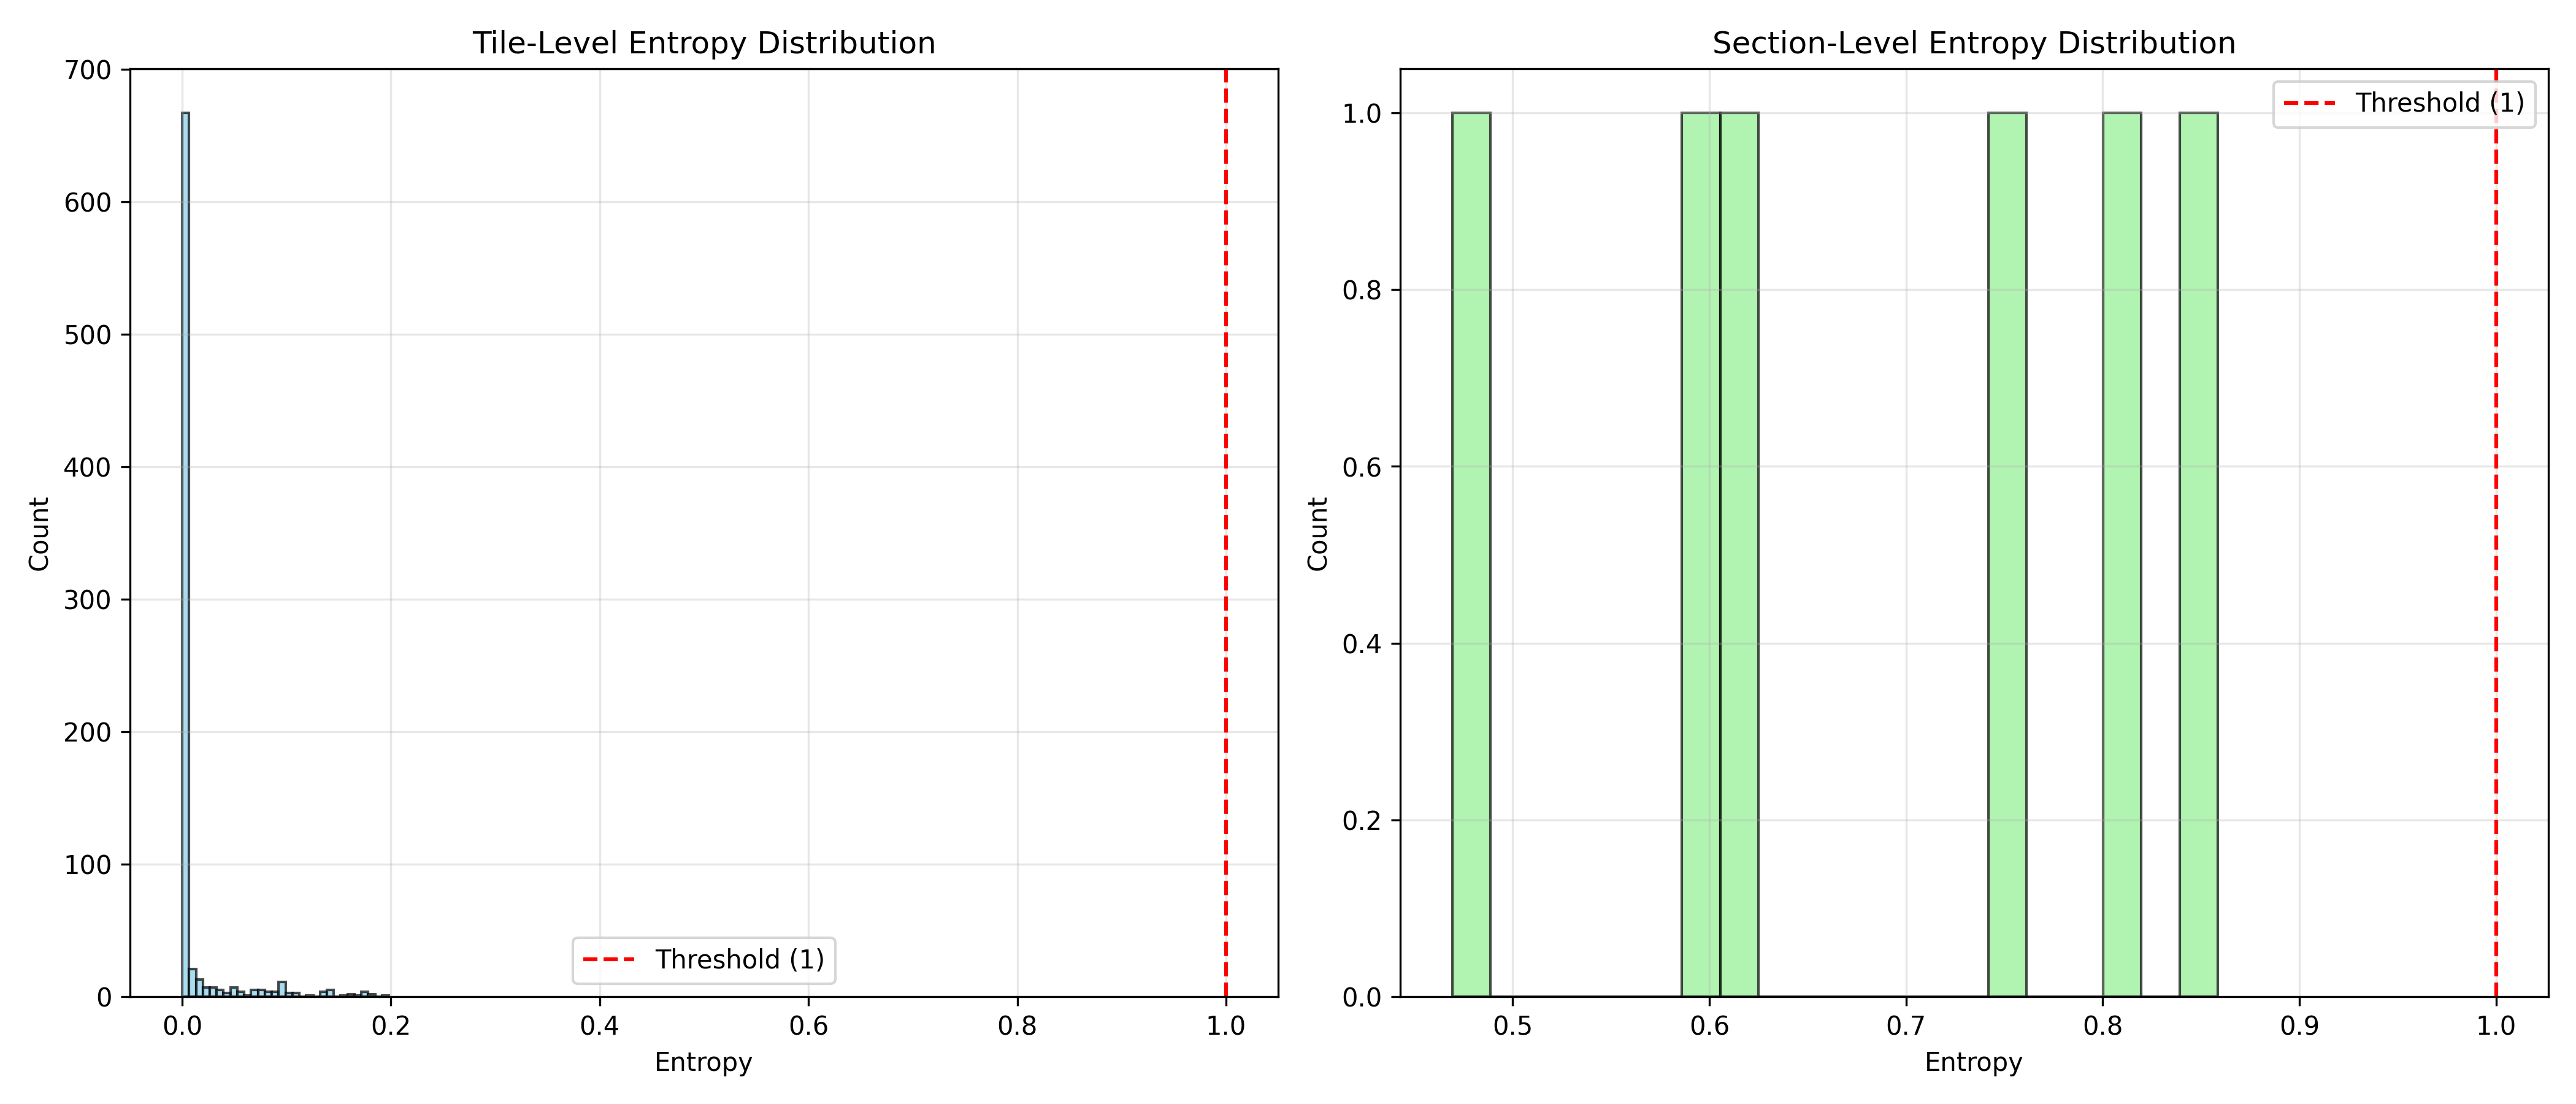 Tile-Level Entropy Distribution
700
600
500
400
300
200
100
0
Count
0.0 0.2 0.4 0.6 0.8 1.0
Entropy
Threshold (1)
Section-Level Entropy Distribution
1.0
0.8
0.6
0.4
0.2
0.0
Count
0.5 0.6 0.7 0.8 0.9 1.0
Entropy
Threshold (1)